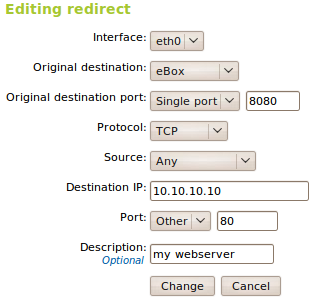 Editing redirect
Interface: eth0
Original destination: eBox
Original destination port: Single port 8080
Protocol: TCP
Source: Any
Destination IP: 10.10.10.10
Port: Other 80
Description: my webserver
Optional
Change Cancel